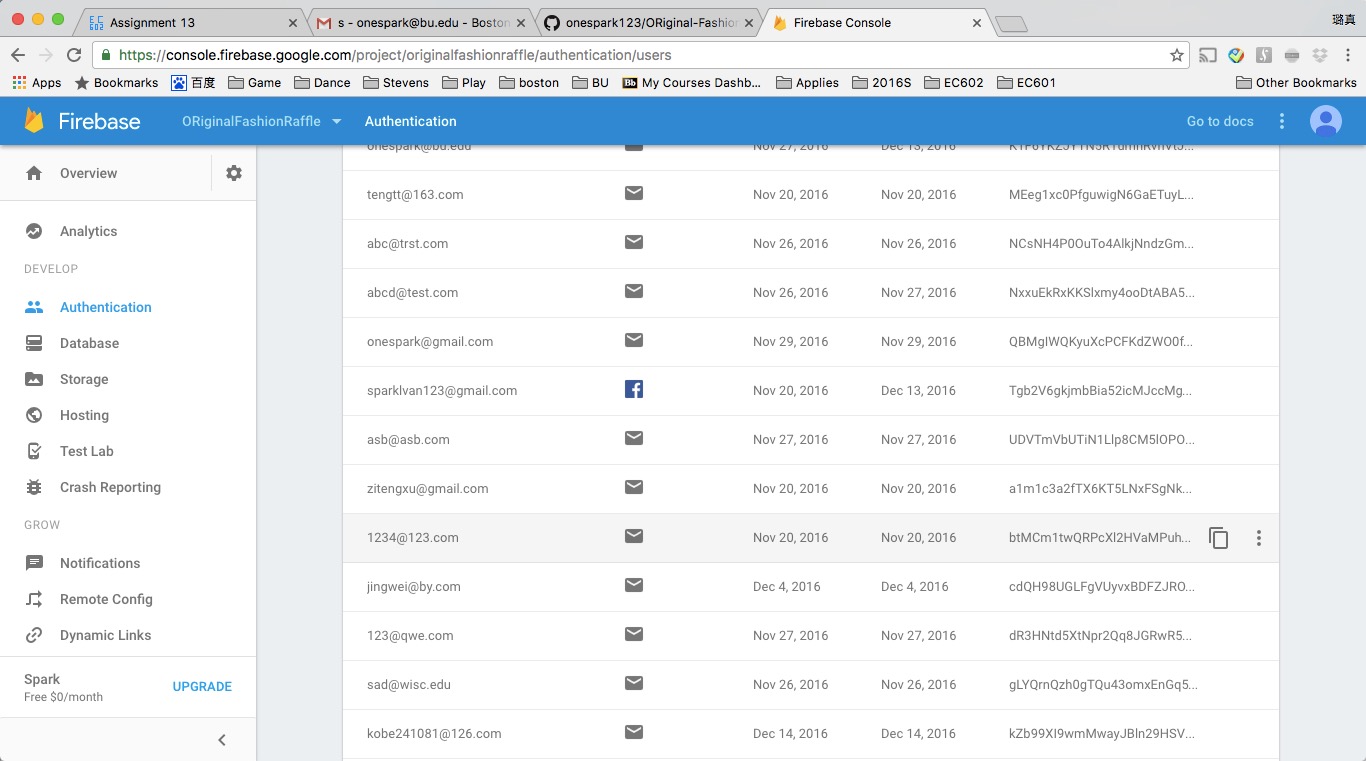 Assignment 13
s - onespark@bu.edu - Boston
onespark123/ORiginal-Fashion
Firebase Console
璐真
https://console.firebase.google.com/project/originalfashionraffle/authentication/users
Apps Bookmarks 百度 Game Dance Stevens Play boston BU My Courses Dashb... Applies 2016S EC602 EC601 Other Bookmarks
Firebase ORiginalFashionRaffle Authentication Go to docs
Overview
Analytics
DEVELOP
Authentication
Database
Storage
Hosting
Test Lab
Crash Reporting
GROW
Notifications
Remote Config
Dynamic Links
Spark
Free $0/month
UPGRADE
onespark@bu.edu Nov 27, 2016 Dec 13, 2016
tengtt@163.com Nov 20, 2016 Nov 20, 2016 MEeg1xc0PfguwigN6GaETuyL...
abc@trst.com Nov 26, 2016 Nov 26, 2016 NCsNH4P0OuTo4AlkjNndzGm...
abcd@test.com Nov 26, 2016 Nov 27, 2016 NxxuEkRxKKSlxmy4ooDtABA5...
onespark@gmail.com Nov 29, 2016 Nov 29, 2016 QBMgIWQKyuXcPCFKdZWO0f...
sparklvan123@gmail.com Nov 20, 2016 Dec 13, 2016 Tgb2V6gkjmbBia52icMJccMg...
asb@asb.com Nov 27, 2016 Nov 27, 2016 UDVTmVbUTiN1Llp8CM5lOPO...
zitengxu@gmail.com Nov 20, 2016 Nov 20, 2016 a1m1c3a2fTX6KT5LNxFSgNk...
1234@123.com Nov 20, 2016 Nov 20, 2016 btMCm1twQRPcXl2HVaMPuh...
jingwei@by.com Dec 4, 2016 Dec 4, 2016 cdQH98UGLFgVUyvxBDFZJRO...
123@qwe.com Nov 27, 2016 Nov 27, 2016 dR3HNtd5XtNpr2Qq8JGRwR5...
sad@wisc.edu Nov 26, 2016 Nov 26, 2016 gLYQrnQzh0gTQu43omxEnGq5...
kobe241081@126.com Dec 14, 2016 Dec 14, 2016 kZb99XI9wmMwayJBln29HSV...